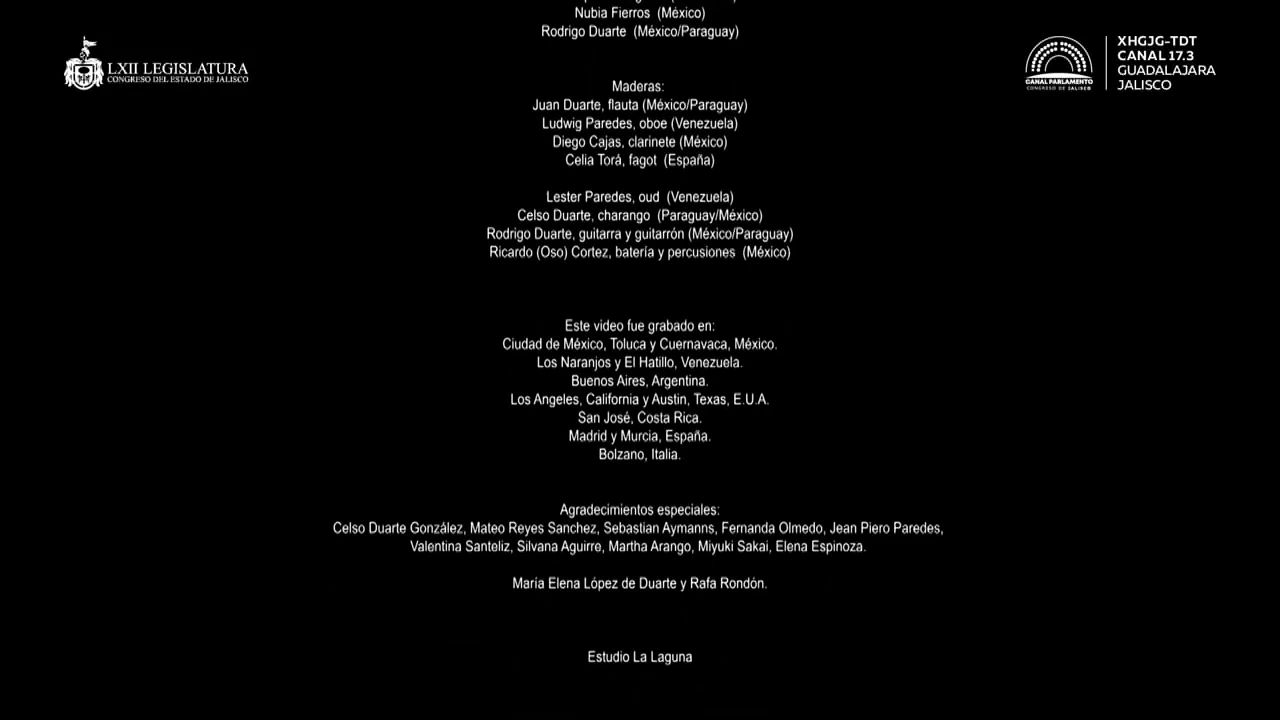 Nubia Fierros (México)
Rodrigo Duarte (México/Paraguay)
LXII LEGISLATURA
CONGRESO DEL ESTADO DE JALISCO
CANAL PARLAMENTO
CONGRESO DE JALISCO
XHGJG-TDT
CANAL 17.3
GUADALAJARA
JALISCO
Maderas:
Juan Duarte, flauta (México/Paraguay)
Ludwig Paredes, oboe (Venezuela)
Diego Cajas, clarinete (México)
Celia Torá, fagot (España)
Lester Paredes, oud (Venezuela)
Celso Duarte, charango (Paraguay/México)
Rodrigo Duarte, guitarra y guitarrón (México/Paraguay)
Ricardo (Oso) Cortez, batería y percusiones (México)
Este video fue grabado en:
Ciudad de México, Toluca y Cuernavaca, México.
Los Naranjos y El Hatillo, Venezuela.
Buenos Aires, Argentina.
Los Angeles, California y Austin, Texas, E.U.A.
San José, Costa Rica.
Madrid y Murcia, España.
Bolzano, Italia.
Agradecimientos especiales:
Celso Duarte González, Mateo Reyes Sanchez, Sebastian Aymanns, Fernanda Olmedo, Jean Piero Paredes,
Valentina Santeliz, Silvana Aguirre, Martha Arango, Miyuki Sakai, Elena Espinoza.
María Elena López de Duarte y Rafa Rondón.
Estudio La Laguna